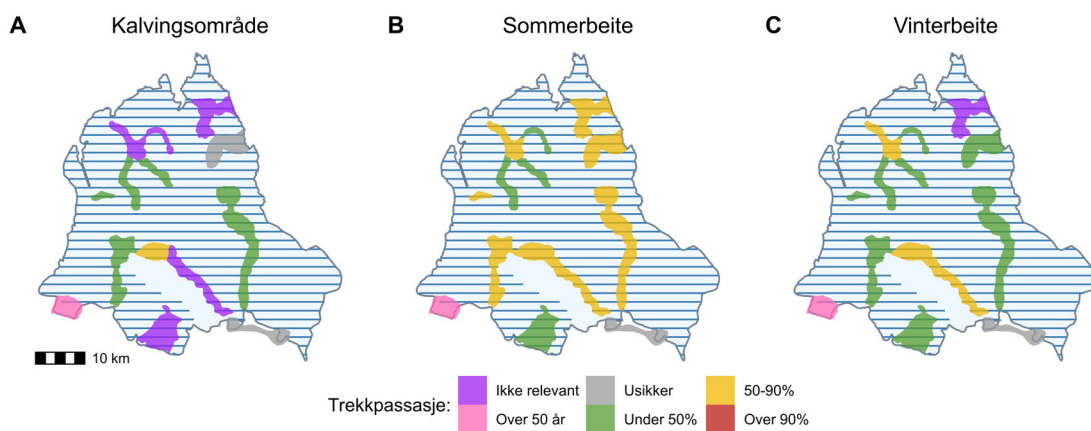 A Kalvingsområde
B Sommerbeite
C Vinterbeite
10 km
Trekkpassasje:
Ikke relevant
Usikker
50-90%
Over 50 år
Under 50%
Over 90%